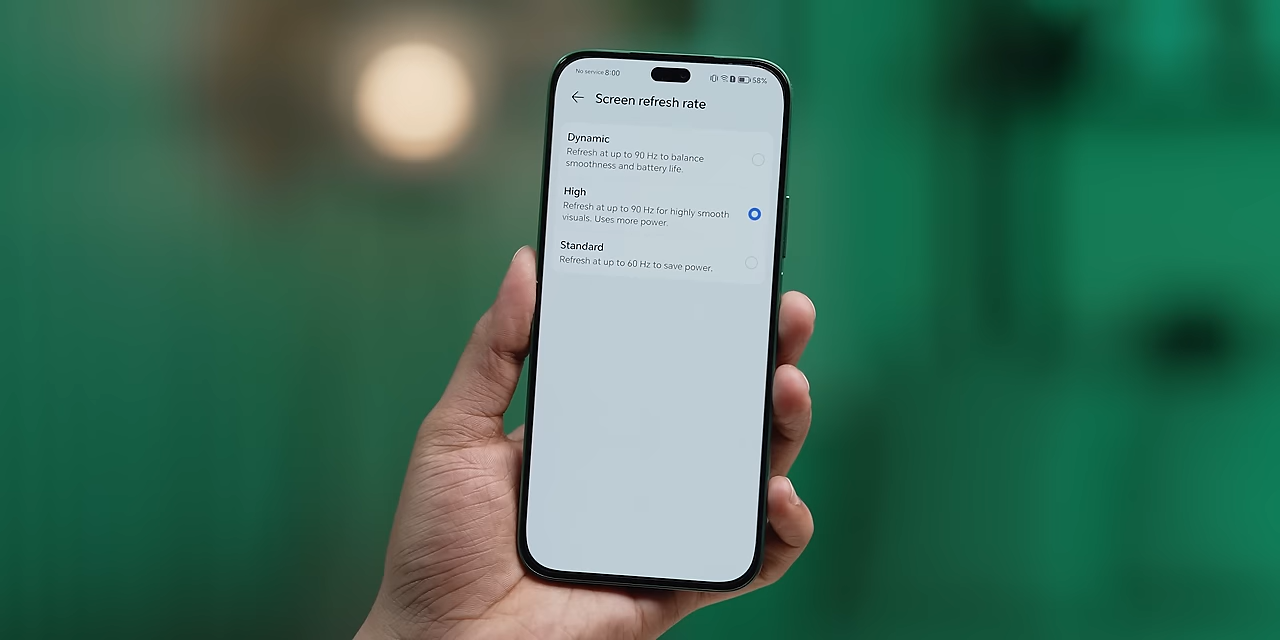 No service 8:00 58%
Screen refresh rate
Dynamic
Refresh at up to 90 Hz to balance
smoothness and battery life.
High
Refresh at up to 90 Hz for highly smooth
visuals. Uses more power.
Standard
Refresh at up to 60 Hz to save power.